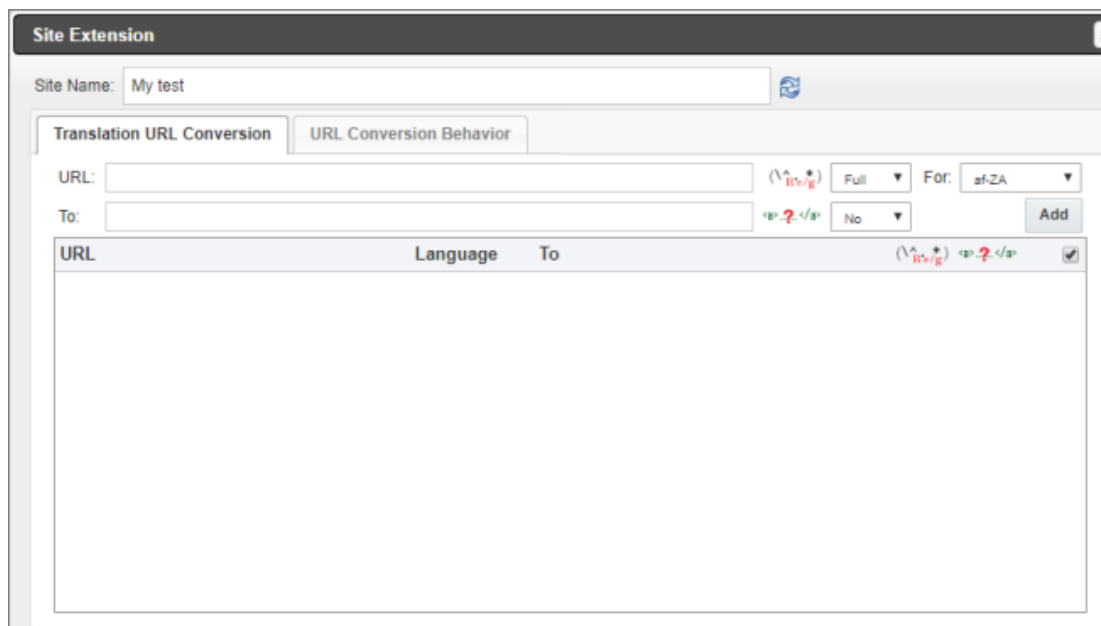 Site Extension
Site Name: My test
Translation URL Conversion URL Conversion Behavior
URL: Full For: af-ZA
To: <a>..?..</a> No Add
URL Language To <a>..?..</a>